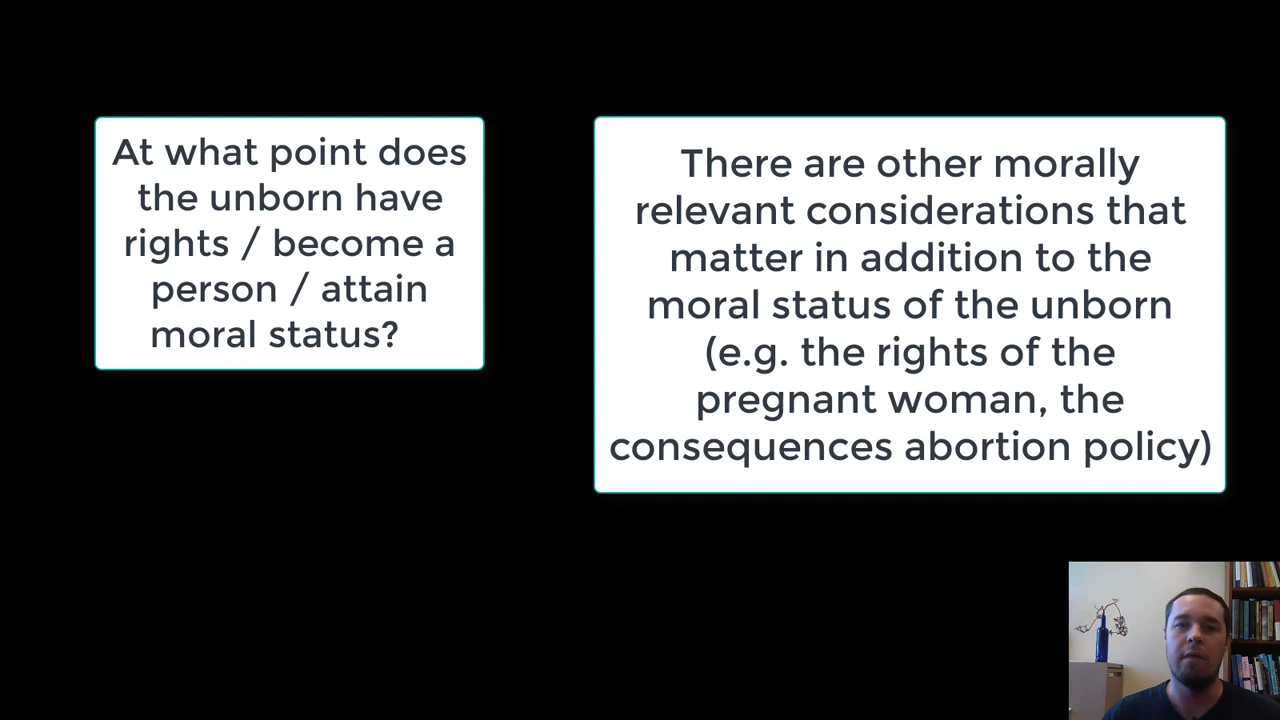 At what point does
the unborn have
rights / become a
person / attain
moral status?
There are other morally
relevant considerations that
matter in addition to the
moral status of the unborn
(e.g. the rights of the
pregnant woman, the
consequences abortion policy)